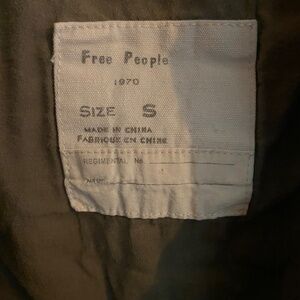 Free People
1970
SIZE S
MADE IN CHINA
FABRIQUE EN CHINE
REGIMENTAL No.